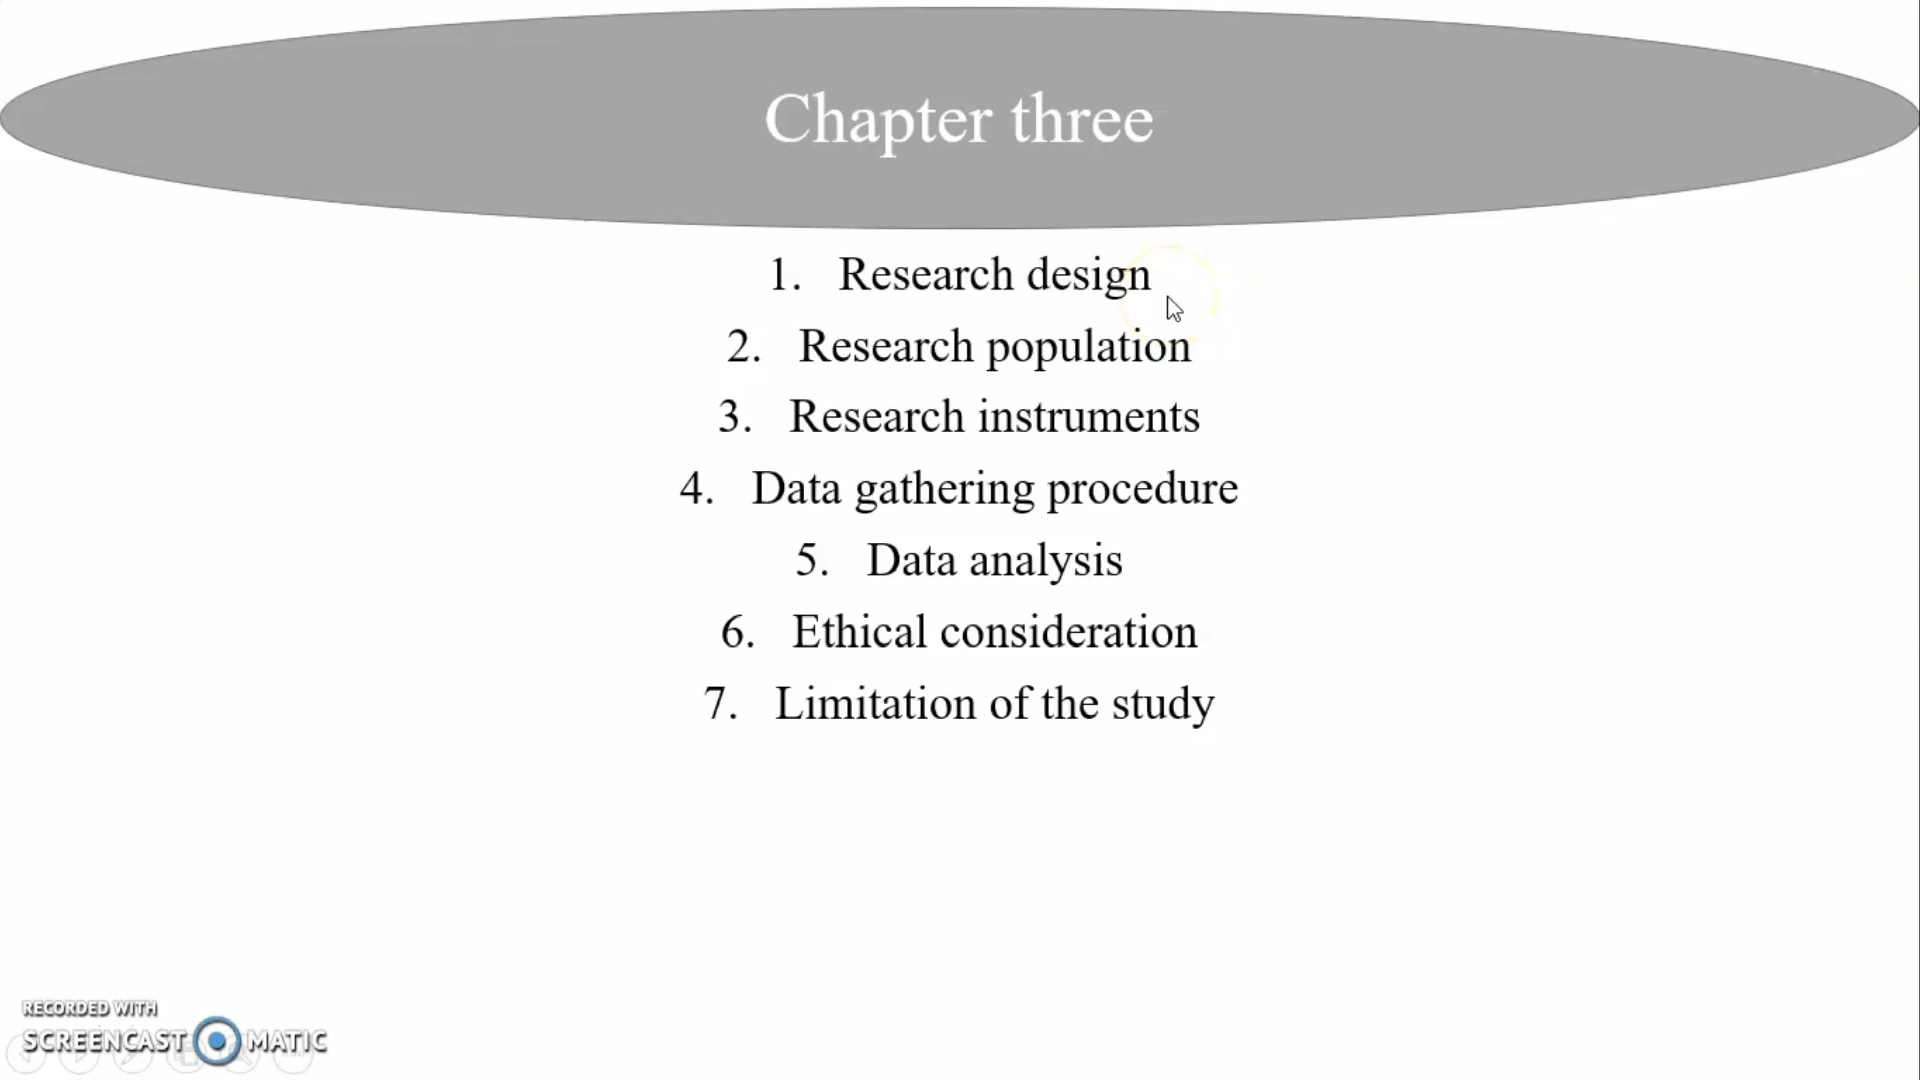 Chapter three
1. Research design
2. Research population
3. Research instruments
4. Data gathering procedure
5. Data analysis
6. Ethical consideration
7. Limitation of the study
RECORDED WITH
SCREENCAST MATIC